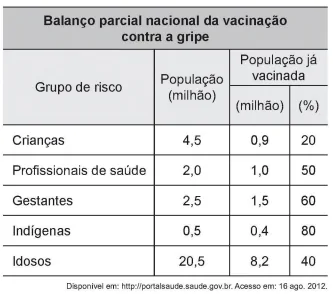 Balanço parcial nacional da vacinação
contra a gripe
Grupo de risco
População
(milhão)
População já
vacinada
(milhão) (%)
Crianças 4,5 0,9 20
Profissionais de saúde 2,0 1,0 50
Gestantes 2,5 1,5 60
Indígenas 0,5 0,4 80
Idosos 20,5 8,2 40
Disponível em: http://portalsaude.saude.gov.br. Acesso em: 16 ago. 2012.